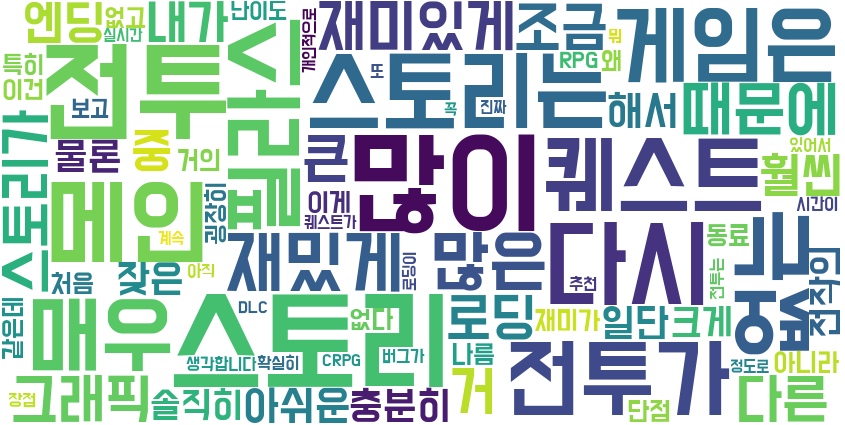 엔딩
없고
실시간
내가
난이도
개인적으로
재미있게
조금
게임은
뭔
RPG
왜
특히
이건
전투
필라시
스토리는
또
꼭
진짜
해서
때문에
보고
스토리가
물론
중
거의
큰
많이
퀘스트
훨씬
있어서
시간이
메인
굉장히
이게
퀘스트가
계속
처음
잦은
아직
재밌게
로딩이
많은
다시
추천
동료
전투는
전작인
같은데
매우
스토리
DLC
없다
로딩
재미가
일단
크게
생각합니다
확실히
CRPG
버그가
나름
전투가
정도로
아니라
장점
그래픽
솔직히
아쉬운
충분히
거
단점
다른